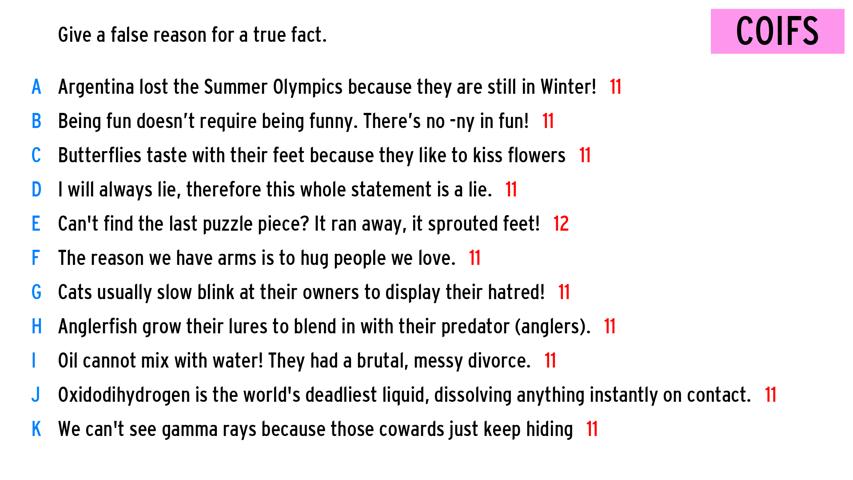 COIFS
Give a false reason for a true fact.
A Argentina lost the Summer Olympics because they are still in Winter! 11
B Being fun doesn’t require being funny. There’s no -ny in fun! 11
C Butterflies taste with their feet because they like to kiss flowers 11
D I will always lie, therefore this whole statement is a lie. 11
E Can't find the last puzzle piece? It ran away, it sprouted feet! 12
F The reason we have arms is to hug people we love. 11
G Cats usually slow blink at their owners to display their hatred! 11
H Anglerfish grow their lures to blend in with their predator (anglers). 11
I Oil cannot mix with water! They had a brutal, messy divorce. 11
J Oxidodihydrogen is the world's deadliest liquid, dissolving anything instantly on contact. 11
K We can't see gamma rays because those cowards just keep hiding 11